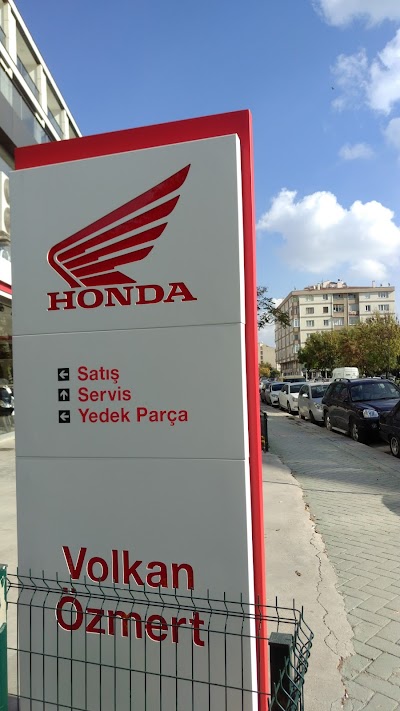 HONDA
Satış
Servis
Yedek Parça
Volkan
Özmert